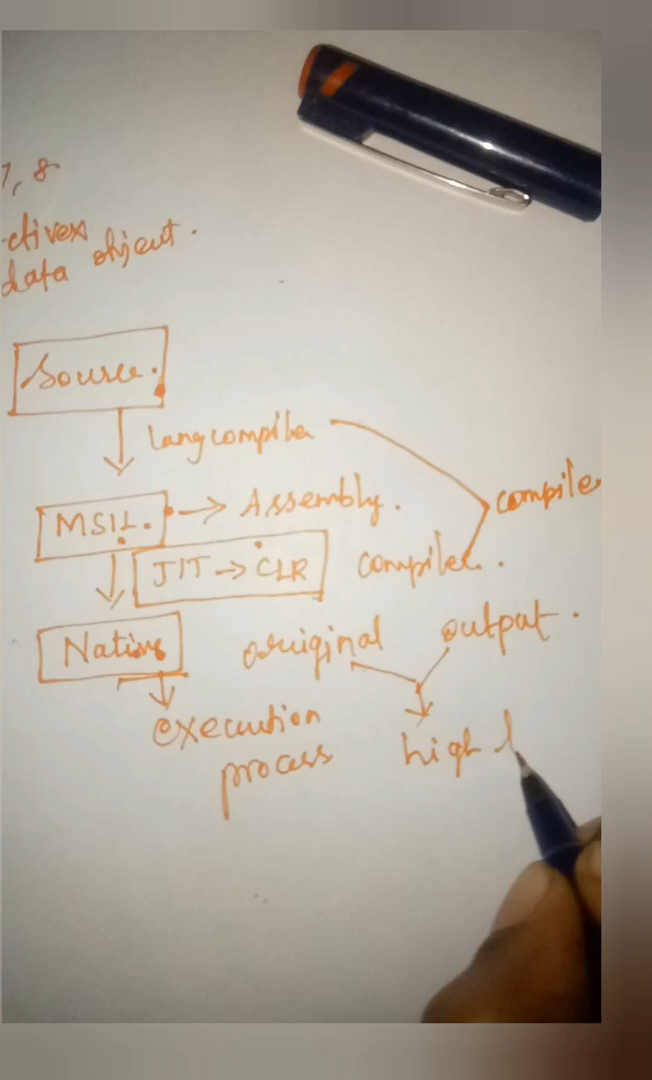 7, 8
ctivex
data object.
Source.
Lang compiler
MSIL. → Assembly.
compile
JIT → CLR
compiler.
Native
original
output.
execution
process
high l